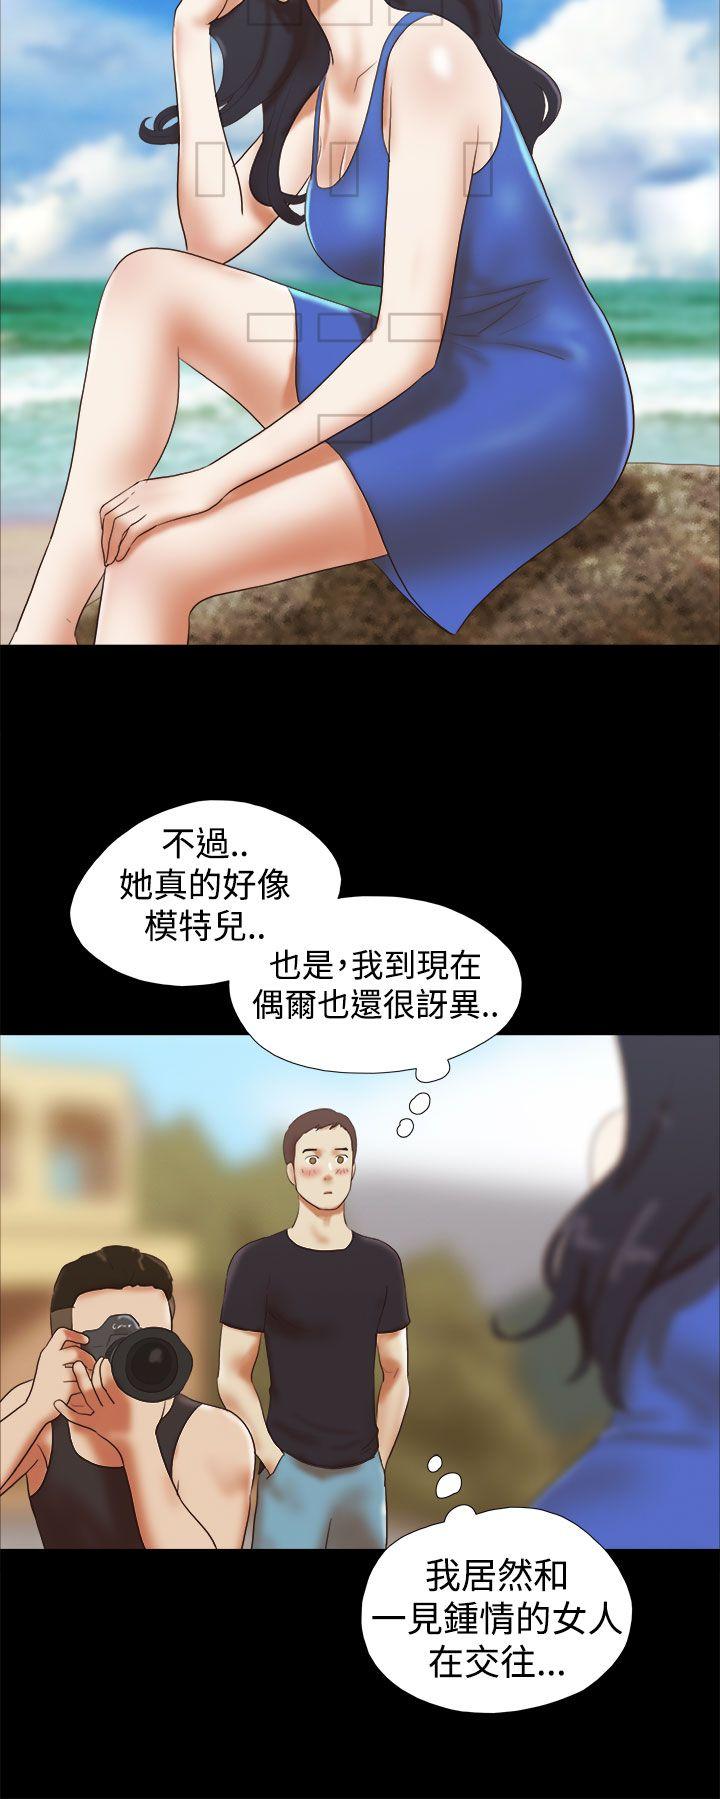 不過..
她真的好像
模特兒..
也是，我到現在
偶爾也還很訝異..
我居然和
一見鍾情的女人
在交往...